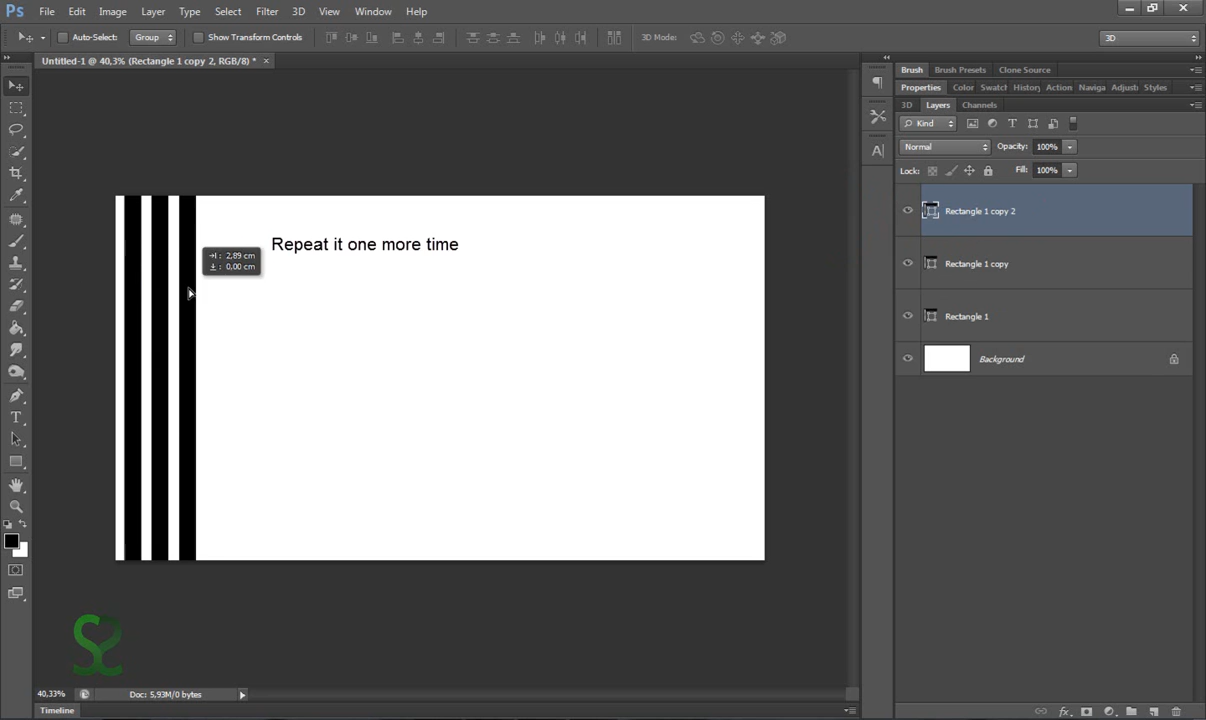 Ps File Edit Image Layer Type Select Filter 3D View Window Help
Auto-Select: Group Show Transform Controls 3D Mode: 3D
Untitled-1 @ 40,3% (Rectangle 1 copy 2, RGB/8) * ×
Brush Brush Presets Clone Source
Properties Color Swatch History Action Naviga Adjusti Styles
3D Layers Channels
Kind
Normal Opacity: 100%
Lock: Fill: 100%
Rectangle 1 copy 2
Rectangle 1 copy
Rectangle 1
Background
Repeat it one more time
2,89 cm
0,00 cm
40,33% Doc: 5,93M/0 bytes
Timeline